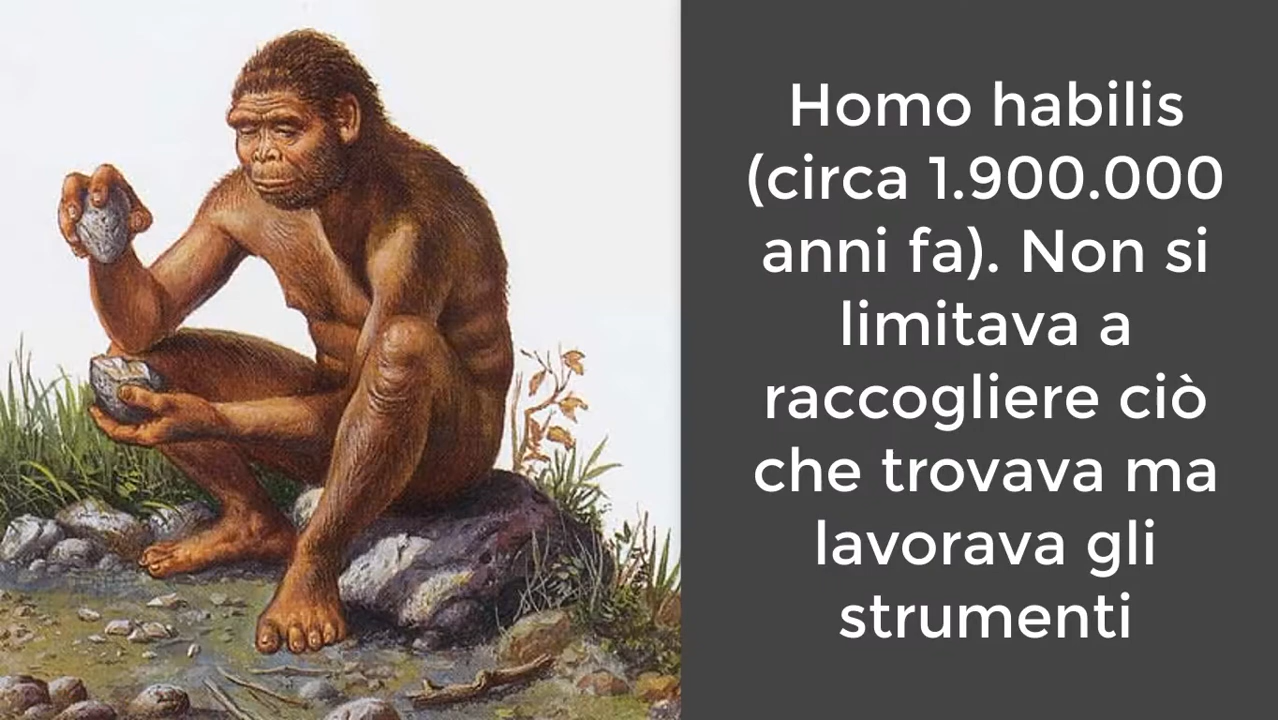 Homo habilis
(circa 1.900.000
anni fa). Non si
limitava a
raccogliere ciò
che trovava ma
lavorava gli
strumenti